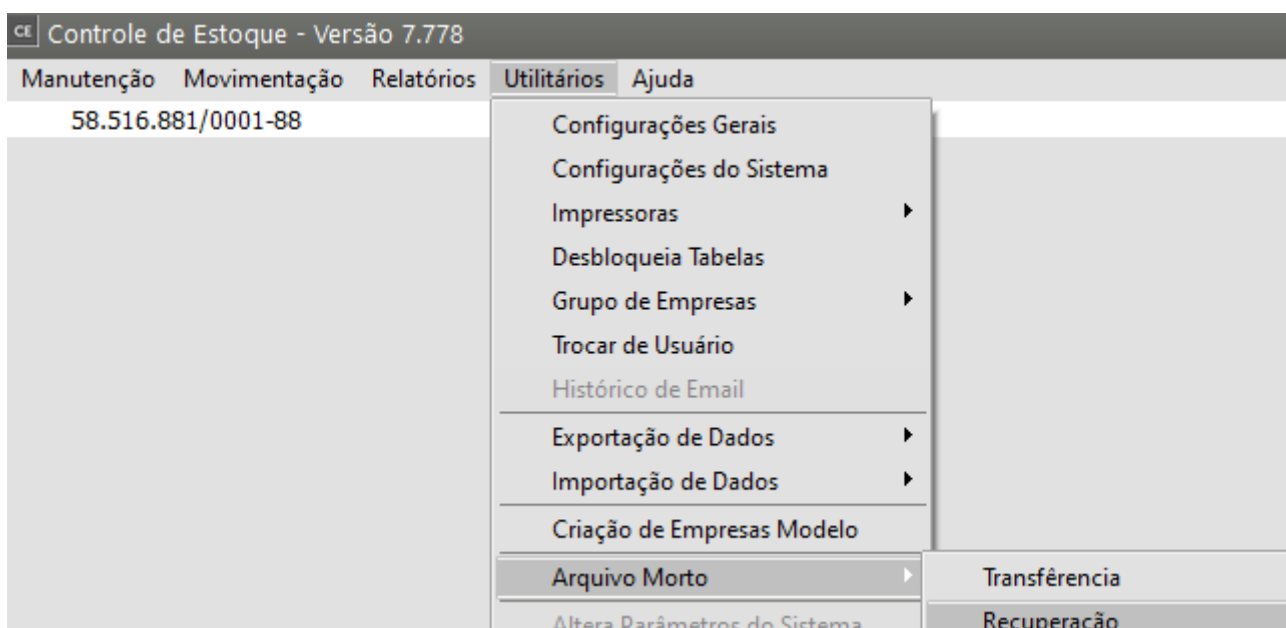 CE Controle de Estoque - Versão 7.778
Manutenção Movimentação Relatórios Utilitários Ajuda
58.516.881/0001-88
Configurações Gerais
Configurações do Sistema
Impressoras
Desbloqueia Tabelas
Grupo de Empresas
Trocar de Usuário
Histórico de Email
Exportação de Dados
Importação de Dados
Criação de Empresas Modelo
Arquivo Morto
Transfêrencia
Altera Parâmetros do Sistema
Recuperação